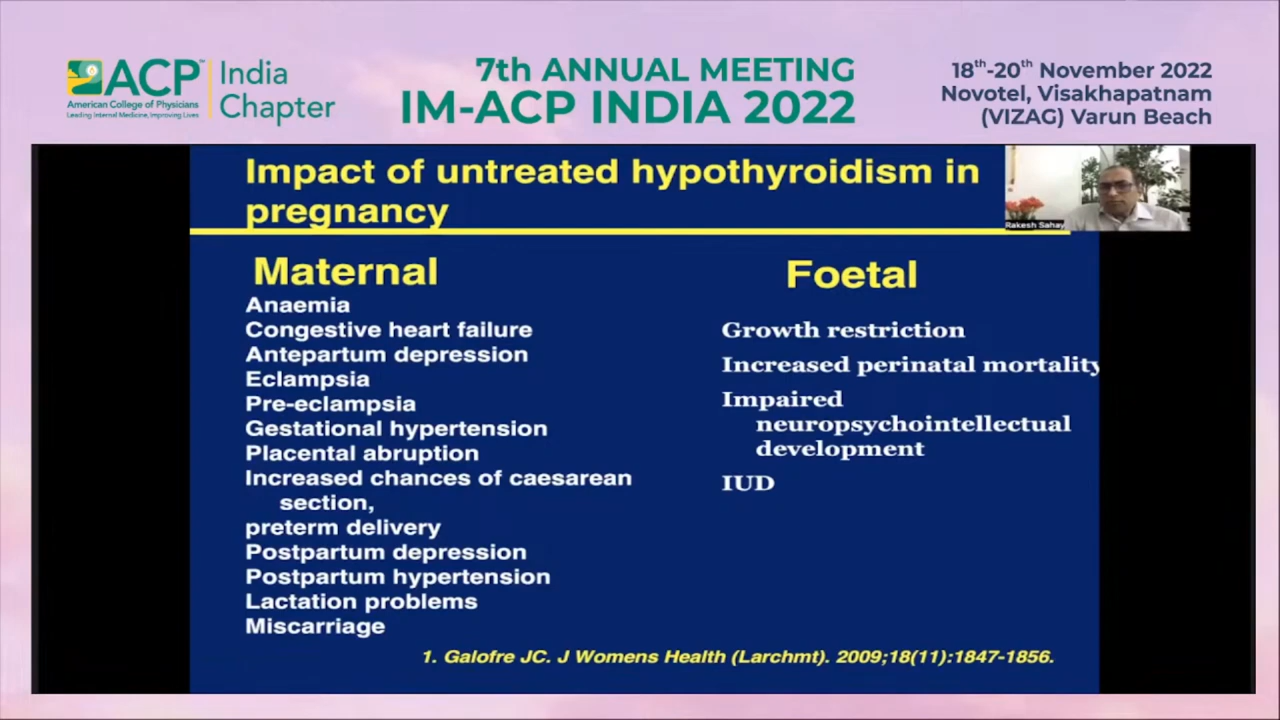 ACP™
American College of Physicians
Leading Internal Medicine, Improving Lives
India
Chapter
7th ANNUAL MEETING
IM-ACP INDIA 2022
18th-20th November 2022
Novotel, Visakhapatnam
(VIZAG) Varun Beach
Impact of untreated hypothyroidism in
pregnancy
Rakesh Sahay
Maternal
Anaemia
Congestive heart failure
Antepartum depression
Eclampsia
Pre-eclampsia
Gestational hypertension
Placental abruption
Increased chances of caesarean
section,
preterm delivery
Postpartum depression
Postpartum hypertension
Lactation problems
Miscarriage
Foetal
Growth restriction
Increased perinatal mortality
Impaired
neuropsychointellectual
development
IUD
1. Galofre JC. J Womens Health (Larchmt). 2009;18(11):1847-1856.